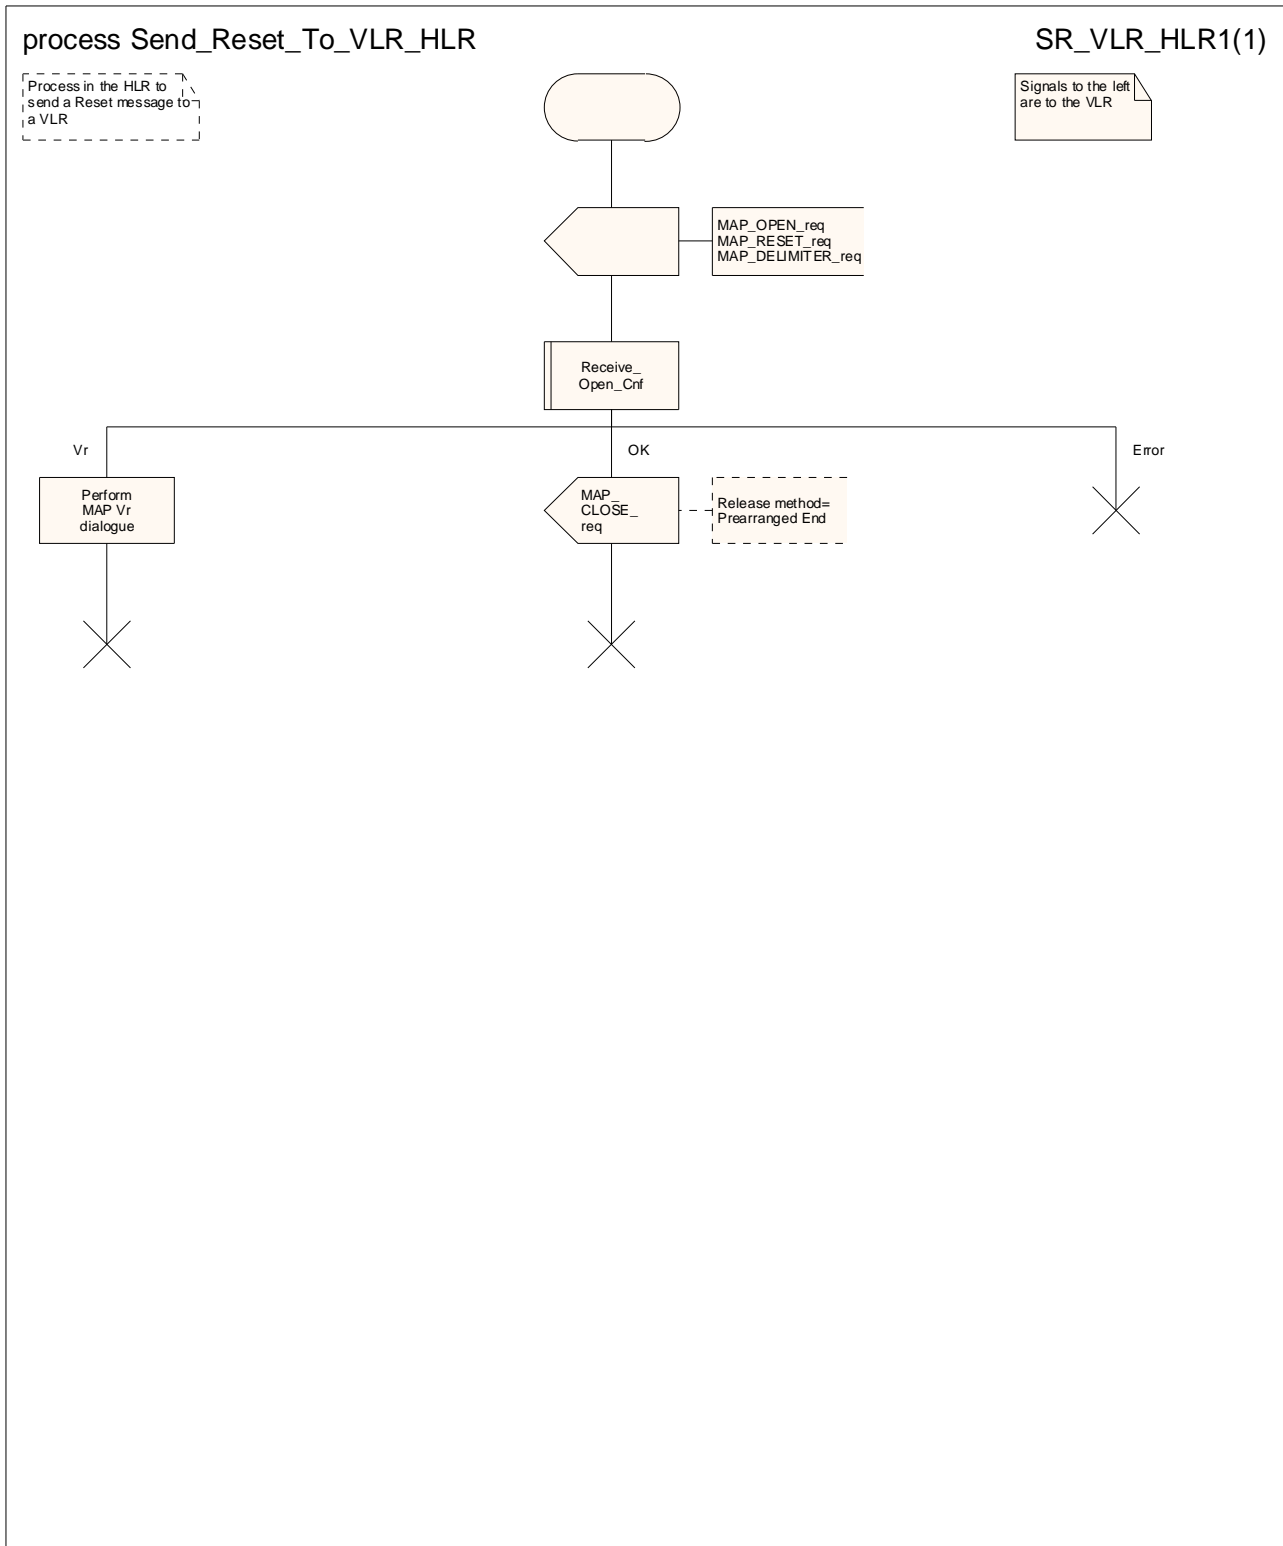 process Send_Reset_To_VLR_HLR
SR_VLR_HLR1(1)
Process in the HLR to
send a Reset message to
a VLR
Signals to the left
are to the VLR
MAP_OPEN_req
MAP_RESET_req
MAP_DELIMITER_req
Receive_
Open_Cnf
Vr
OK
Error
Perform
MAP Vr
dialogue
MAP_
CLOSE_
req
Release method=
Prearranged End